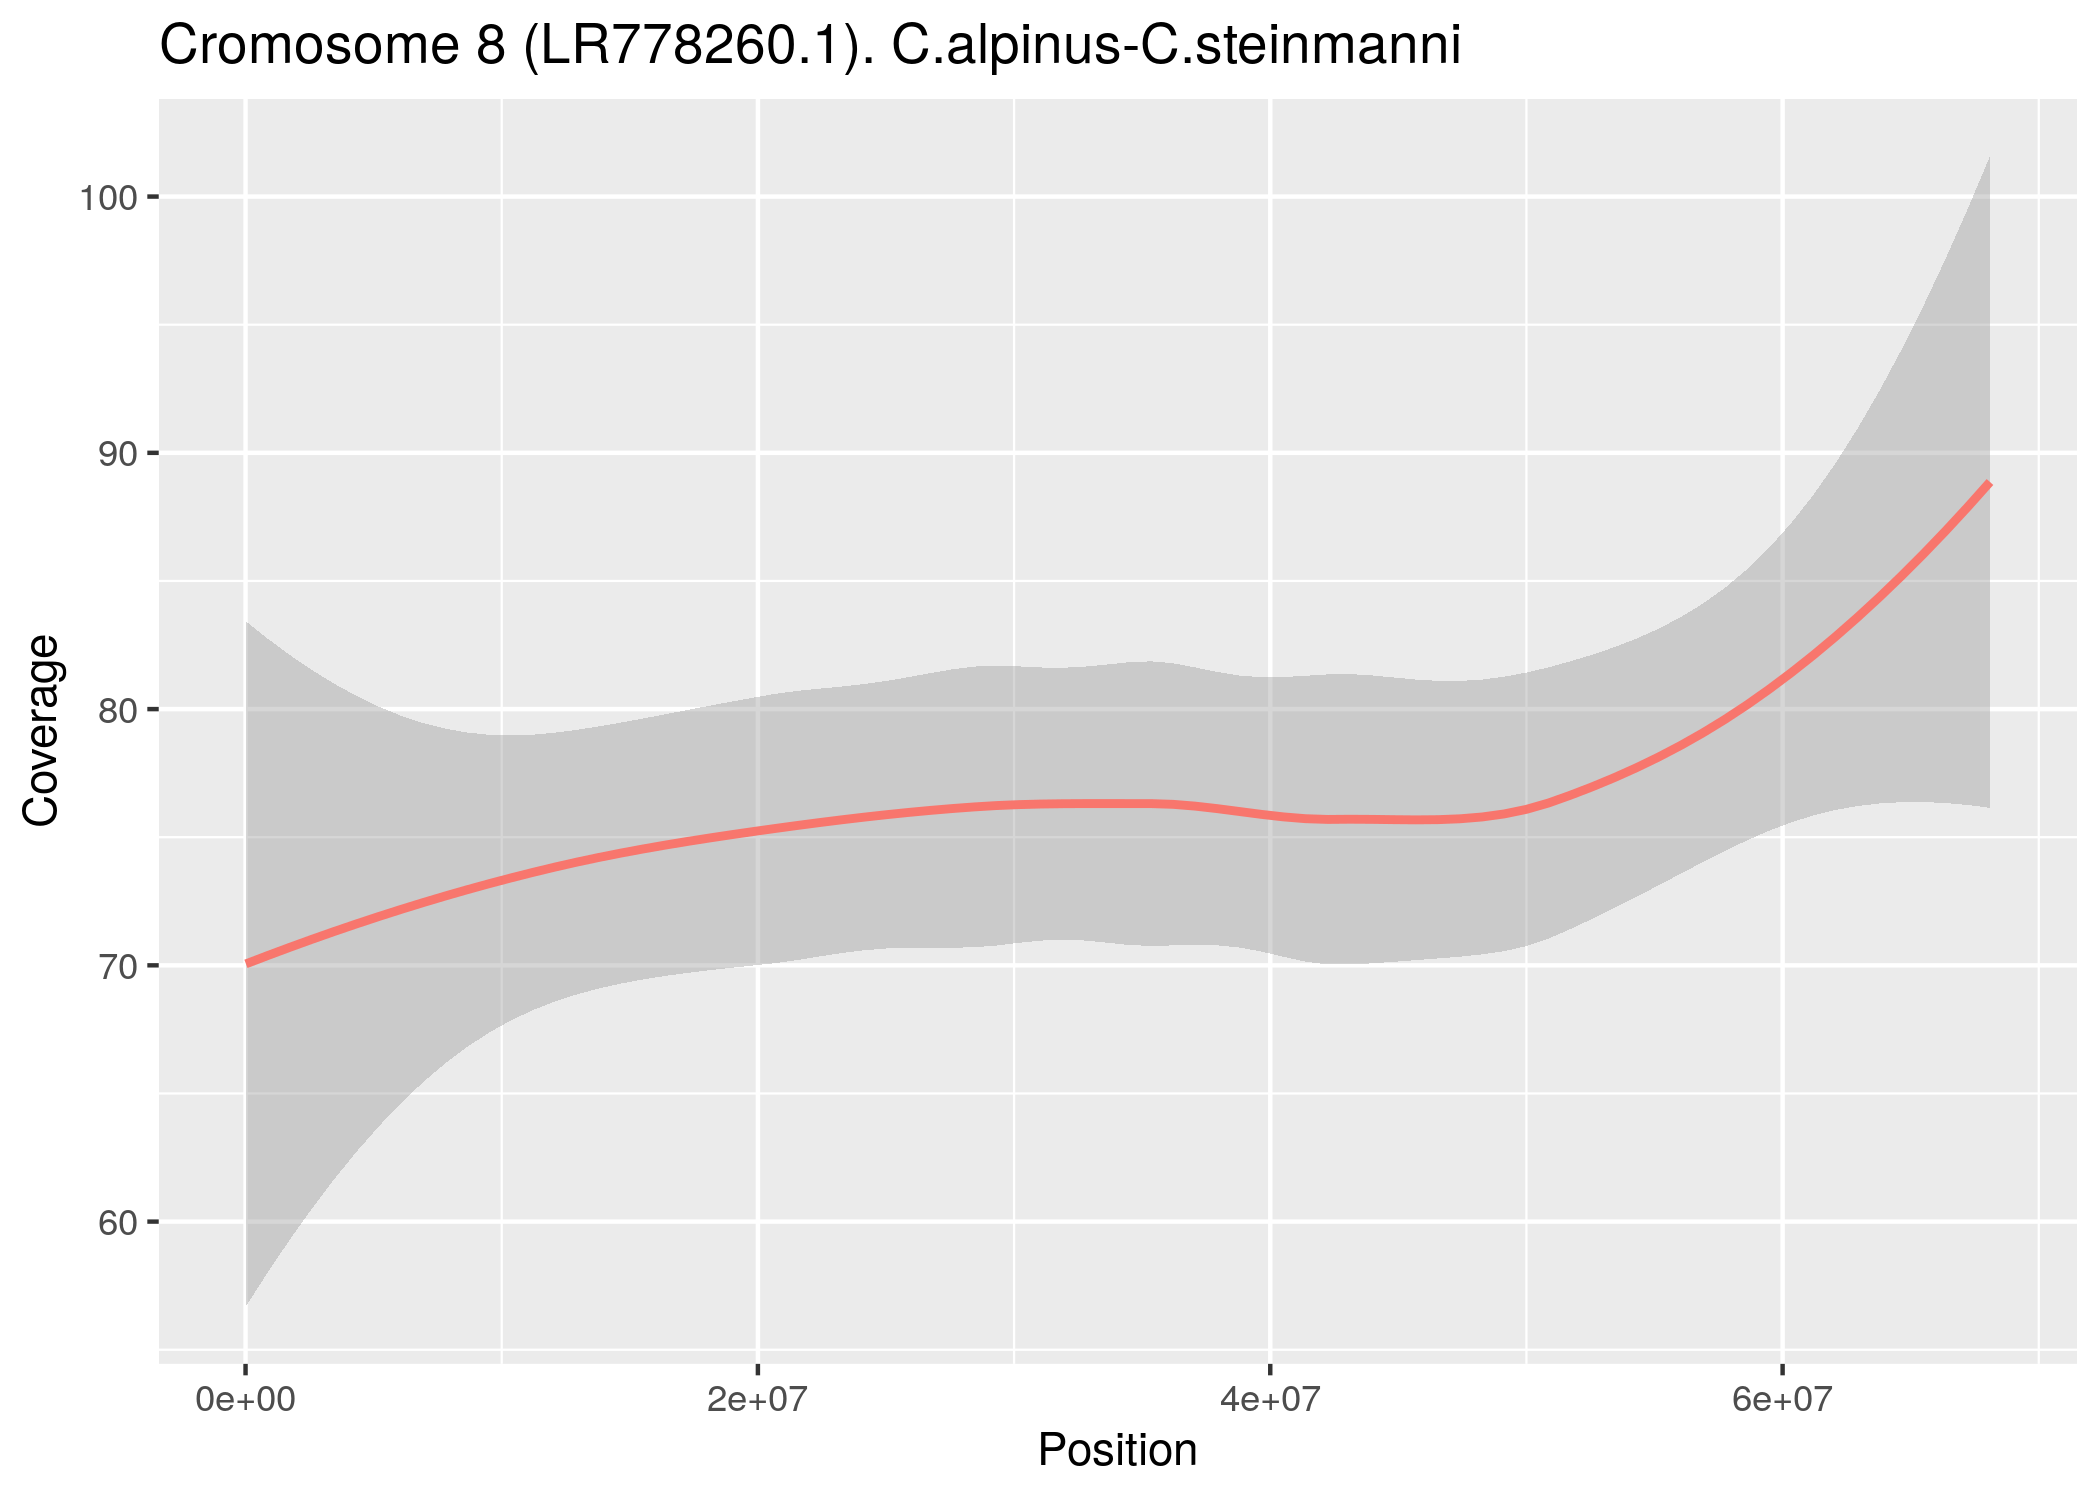 Cromosome 8 (LR778260.1). C.alpinus-C.steinmanni
100
90
80
70
60
Coverage
0e+00 2e+07 4e+07 6e+07
Position